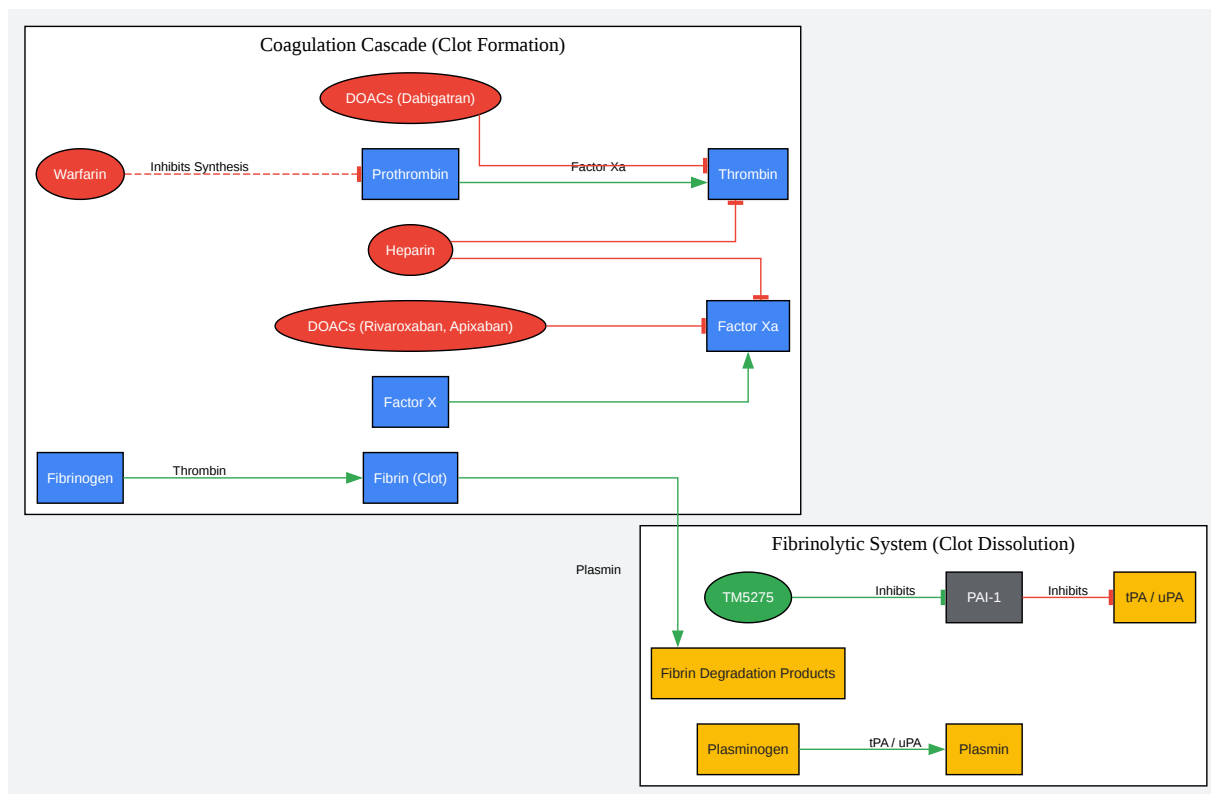 Coagulation Cascade (Clot Formation)
DOACs (Dabigatran)
Warfarin
Inhibits Synthesis
Prothrombin
Factor Xa
Thrombin
Heparin
DOACs (Rivaroxaban, Apixaban)
Factor Xa
Factor X
Fibrinogen
Thrombin
Fibrin (Clot)
Plasmin
Fibrinolytic System (Clot Dissolution)
TM5275
Inhibits
PAI-1
Inhibits
tPA / uPA
Fibrin Degradation Products
Plasminogen
tPA / uPA
Plasmin